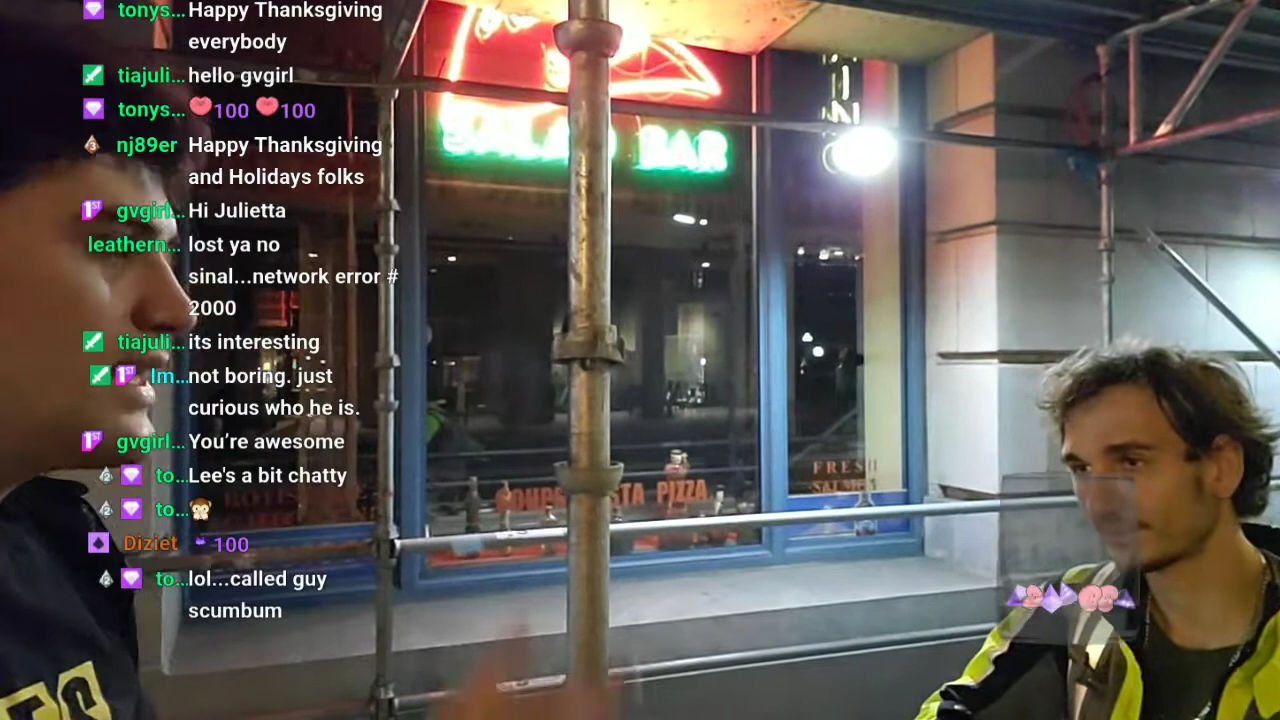 tonys... Happy Thanksgiving
everybody
tiajuli... hello gvgirl
tonys... 100 100
nj89er Happy Thanksgiving
and Holidays folks
gvgirl... Hi Julietta
leathern... lost ya no
sinal...network error #
2000
tiajuli... its interesting
lm... not boring. just
curious who he is.
gvgirl... You're awesome
to... Lee's a bit chatty
to...
Diziet 100
to... lol...called guy
scumbum
BAR
PIZZA
FRESH